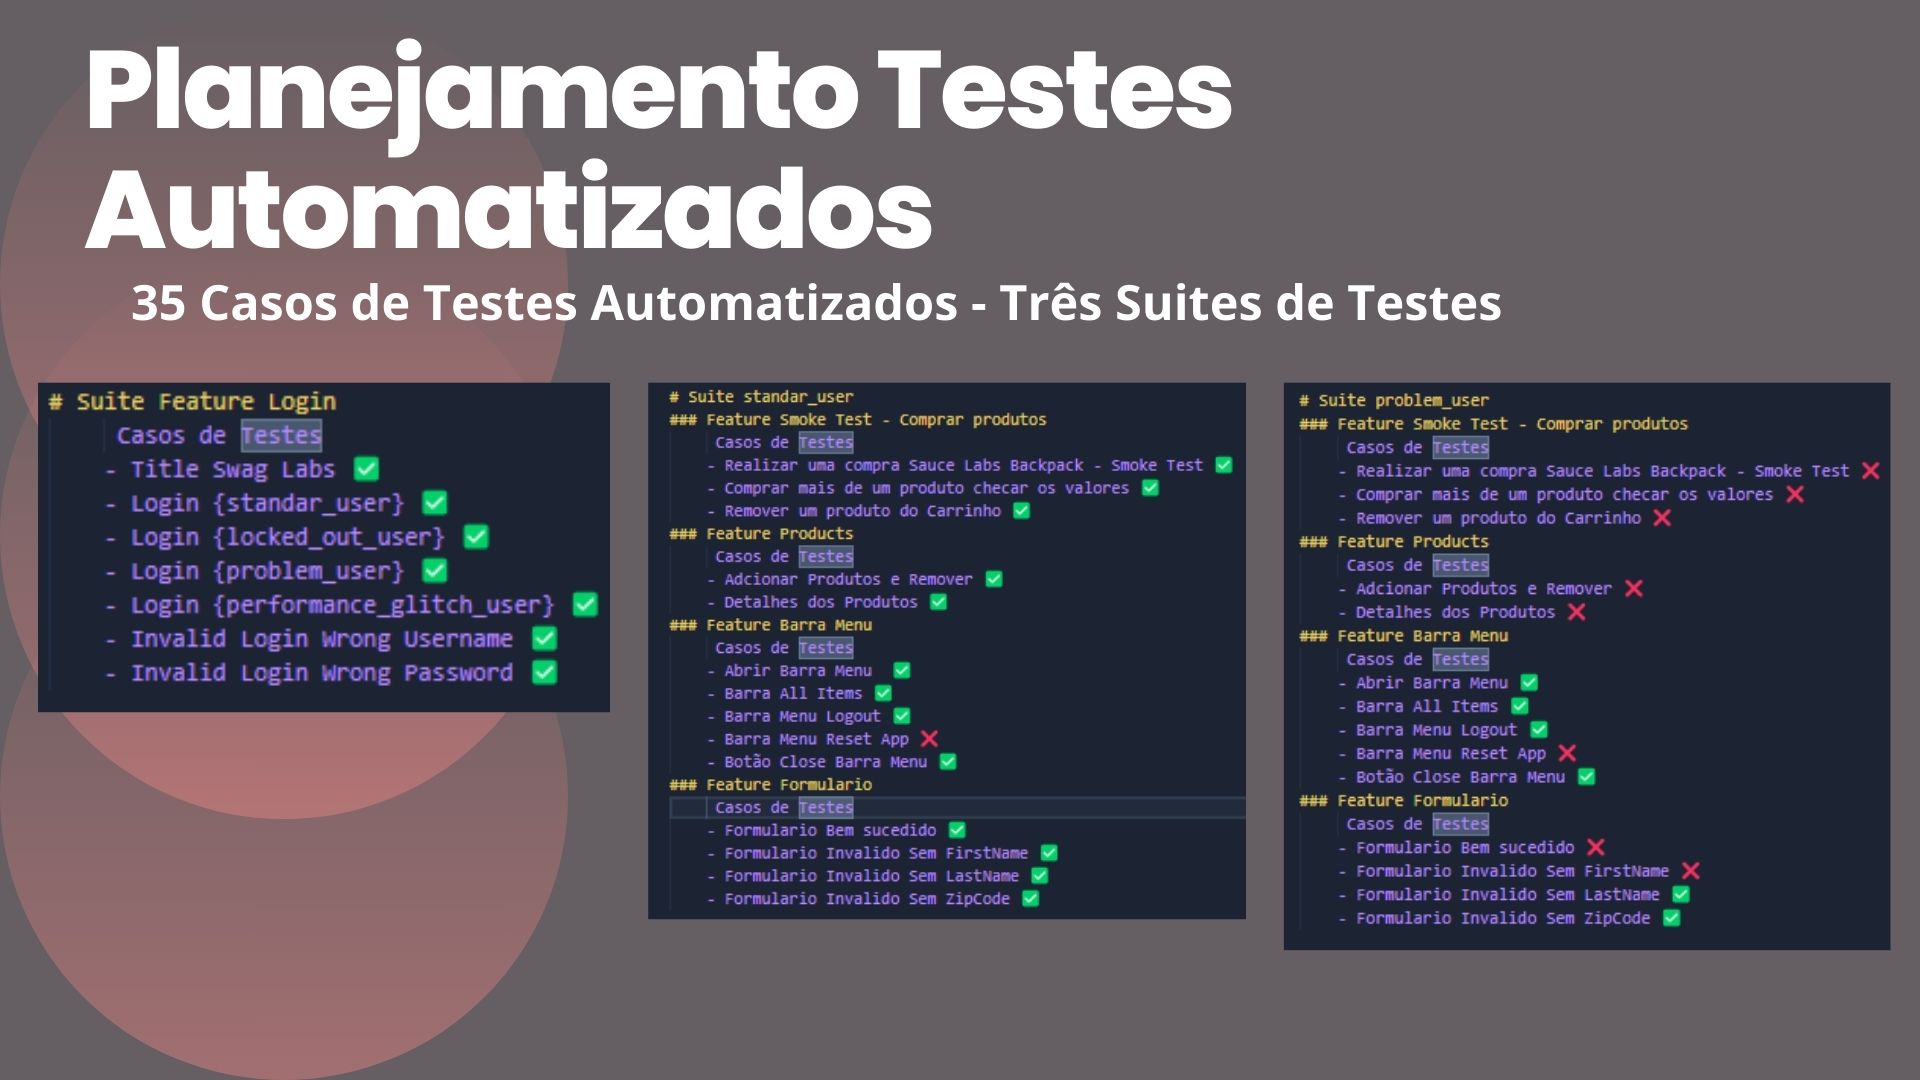 Planejamento Testes
Automatizados
35 Casos de Testes Automatizados - Três Suites de Testes
# Suite Feature Login
Casos de Testes
- Title Swag Labs ✅
- Login {standar_user} ✅
- Login {locked_out_user} ✅
- Login {problem_user} ✅
- Login {performance_glitch_user} ✅
- Invalid Login Wrong Username ✅
- Invalid Login Wrong Password ✅
# Suite standar_user
### Feature Smoke Test - Comprar produtos
Casos de Testes
- Realizar uma compra Sauce Labs Backpack - Smoke Test ✅
- Comprar mais de um produto checar os valores ✅
- Remover um produto do Carrinho ✅
### Feature Products
Casos de Testes
- Adcionar Produtos e Remover ✅
- Detalhes dos Produtos ✅
### Feature Barra Menu
Casos de Testes
- Abrir Barra Menu ✅
- Barra All Items ✅
- Barra Menu Logout ✅
- Barra Menu Reset App ❌
- Botão Close Barra Menu ✅
### Feature Formulario
Casos de Testes
- Formulario Bem sucedido ✅
- Formulario Invalido Sem FirstName ✅
- Formulario Invalido Sem LastName ✅
- Formulario Invalido Sem ZipCode ✅
# Suite problem_user
### Feature Smoke Test - Comprar produtos
Casos de Testes
- Realizar uma compra Sauce Labs Backpack - Smoke Test ❌
- Comprar mais de um produto checar os valores ❌
- Remover um produto do Carrinho ❌
### Feature Products
Casos de Testes
- Adcionar Produtos e Remover ❌
- Detalhes dos Produtos ❌
### Feature Barra Menu
Casos de Testes
- Abrir Barra Menu ✅
- Barra All Items ✅
- Barra Menu Logout ✅
- Barra Menu Reset App ❌
- Botão Close Barra Menu ✅
### Feature Formulario
Casos de Testes
- Formulario Bem sucedido ❌
- Formulario Invalido Sem FirstName ❌
- Formulario Invalido Sem LastName ✅
- Formulario Invalido Sem ZipCode ✅